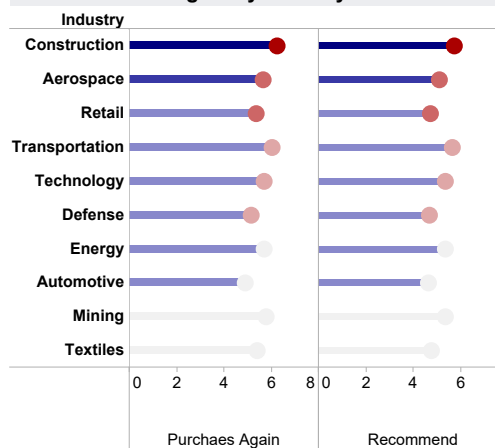 Industry
Construction
Aerospace
Retail
Transportation
Technology
Defense
Energy
Automotive
Mining
Textiles
0 2 4 6 8 0 2 4 6
Purchaes Again Recommend